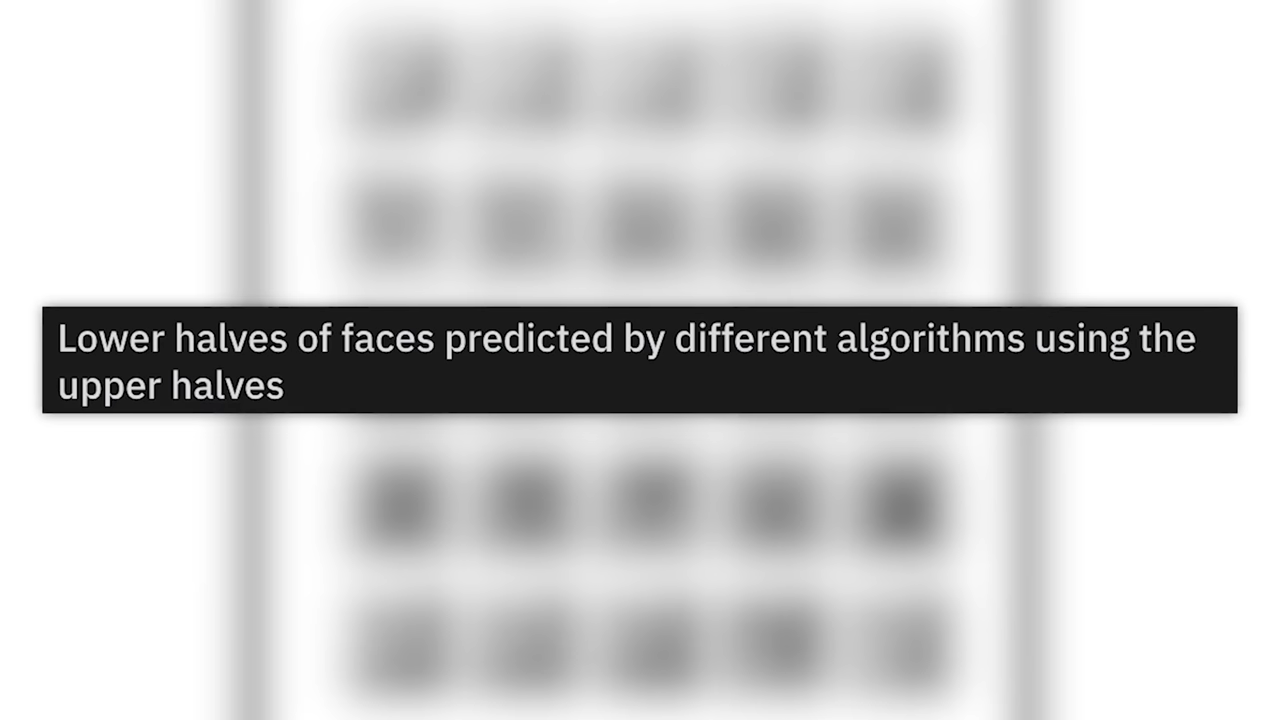 Lower halves of faces predicted by different algorithms using the
upper halves